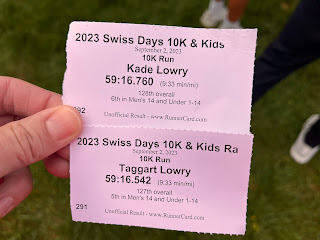 2023 Swiss Days 10K & Kids
September 2, 2023
10K Run
Kade Lowry
59:16.760 (9:33 min/mi)
128th overall
6th in Men's 14 and Under 1-14
292
Unofficial Result - www.RunnerCard.com
2023 Swiss Days 10K & Kids Ra
September 2, 2023
10K Run
Taggart Lowry
59:16.542 (9:33 min/mi)
127th overall
5th in Men's 14 and Under 1-14
291
Unofficial Result - www.RunnerCard.com